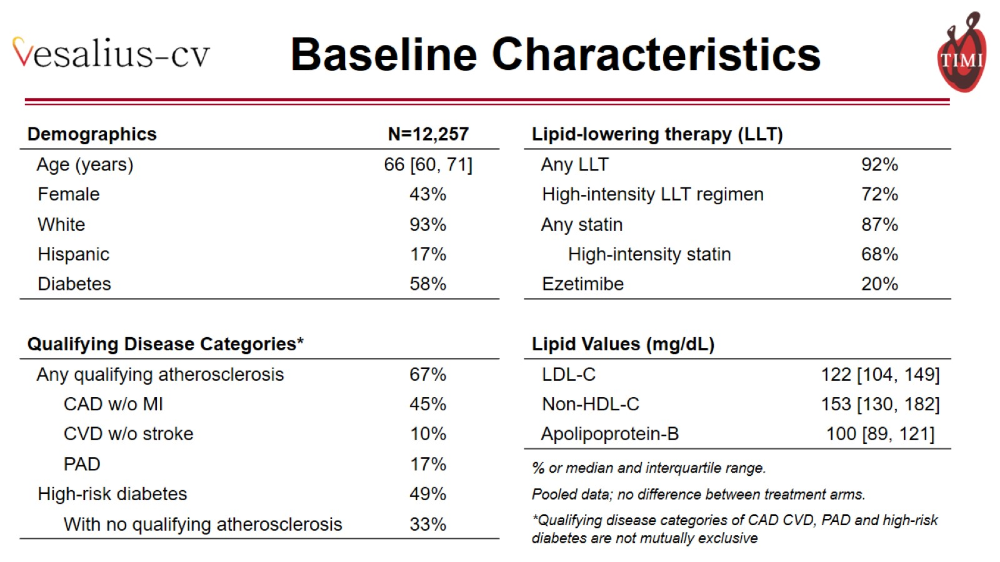 vesalius-cv
Baseline Characteristics
TIMI
Demographics N=12,257
Age (years) 66 [60, 71]
Female 43%
White 93%
Hispanic 17%
Diabetes 58%
Qualifying Disease Categories*
Any qualifying atherosclerosis 67%
CAD w/o MI 45%
CVD w/o stroke 10%
PAD 17%
High-risk diabetes 49%
With no qualifying atherosclerosis 33%
Lipid-lowering therapy (LLT)
Any LLT 92%
High-intensity LLT regimen 72%
Any statin 87%
High-intensity statin 68%
Ezetimibe 20%
Lipid Values (mg/dL)
LDL-C 122 [104, 149]
Non-HDL-C 153 [130, 182]
Apolipoprotein-B 100 [89, 121]
% or median and interquartile range.
Pooled data; no difference between treatment arms.
*Qualifying disease categories of CAD CVD, PAD and high-risk
diabetes are not mutually exclusive